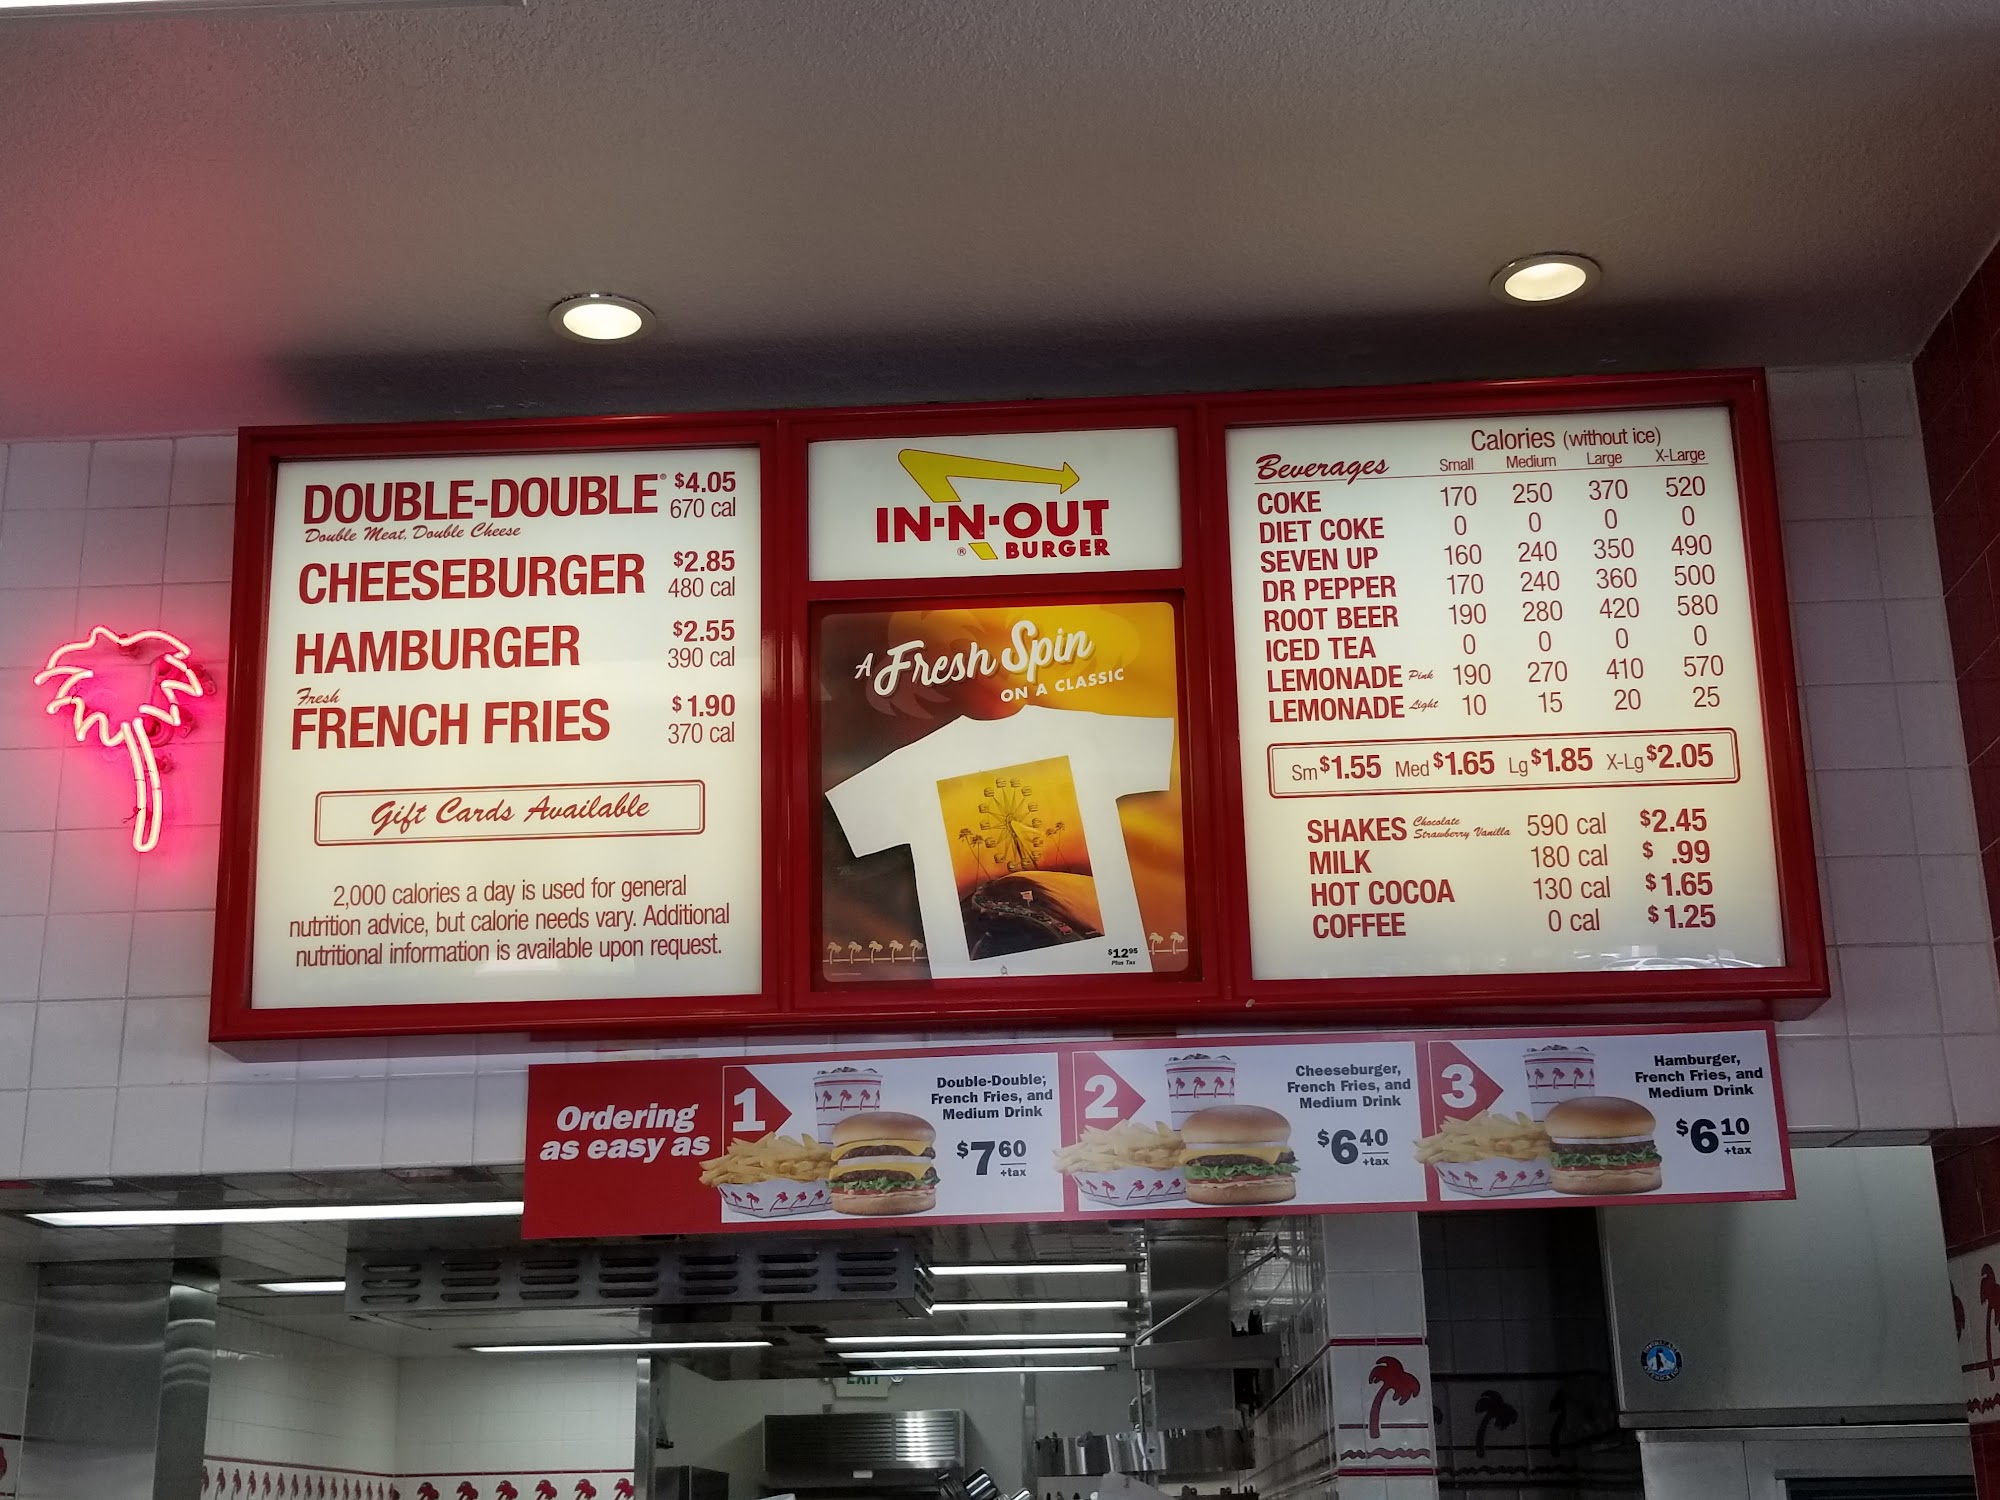 DOUBLE-DOUBLE® $4.05
Double Meat, Double Cheese 670 cal
CHEESEBURGER $2.85
480 cal
HAMBURGER $2.55
390 cal
Fresh
FRENCH FRIES $1.90
370 cal
Gift Cards Available
2,000 calories a day is used for general
nutrition advice, but calorie needs vary. Additional
nutritional information is available upon request.
IN-N-OUT
® BURGER
A Fresh Spin
ON A CLASSIC
$12⁹⁵
Plus Tax
Calories (without ice)
Beverages Small Medium Large X-Large
COKE 170 250 370 520
DIET COKE 0 0 0 0
SEVEN UP 160 240 350 490
DR PEPPER 170 240 360 500
ROOT BEER 190 280 420 580
ICED TEA 0 0 0 0
LEMONADE Pink 190 270 410 570
LEMONADE Light 10 15 20 25
Sm $1.55 Med $1.65 Lg $1.85 X-Lg $2.05
SHAKES Chocolate Strawberry Vanilla 590 cal $2.45
MILK 180 cal $ .99
HOT COCOA 130 cal $1.65
COFFEE 0 cal $1.25
Ordering
as easy as
1
Double-Double,
French Fries, and
Medium Drink
$7⁶⁰
+tax
2
Cheeseburger,
French Fries, and
Medium Drink
$6⁴⁰
+tax
3
Hamburger,
French Fries, and
Medium Drink
$6¹⁰
+tax
EXIT